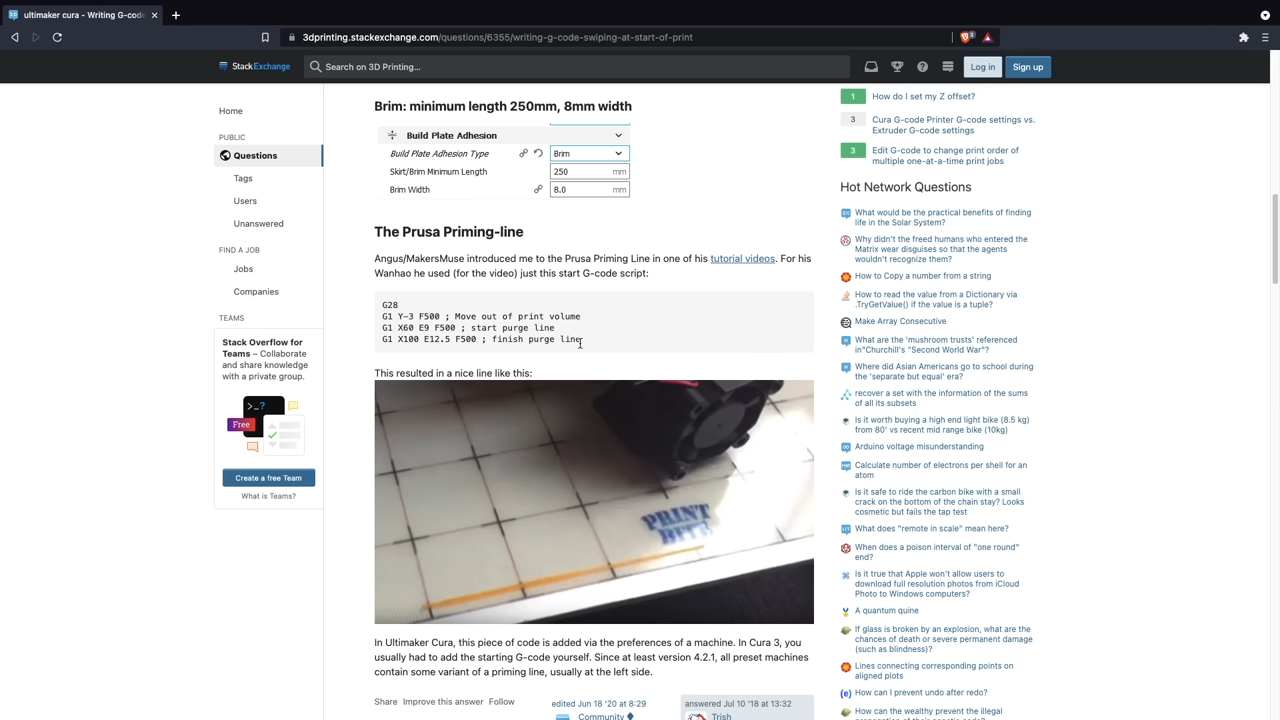 ultimaker cura - Writing G-code
3dprinting.stackexchange.com/questions/6355/writing-g-code-swiping-at-start-of-print
3
StackExchange
Search on 3D Printing…
Log in
Sign up
Home
PUBLIC
Questions
Tags
Users
Unanswered
FIND A JOB
Jobs
Companies
TEAMS
Stack Overflow for
Teams – Collaborate
and share knowledge
with a private group.
>_?
Free
Create a free Team
What is Teams?
Brim: minimum length 250mm, 8mm width
Build Plate Adhesion
Build Plate Adhesion Type Brim
Skirt/Brim Minimum Length 250 mm
Brim Width 8.0 mm
The Prusa Priming-line
Angus/MakersMuse introduced me to the Prusa Priming Line in one of his tutorial videos. For his
Wanhao he used (for the video) just this start G-code script:
G28
G1 Y-3 F500 ; Move out of print volume
G1 X60 E9 F500 ; start purge line
G1 X100 E12.5 F500 ; finish purge line
This resulted in a nice line like this:
PRINT
BITE
In Ultimaker Cura, this piece of code is added via the preferences of a machine. In Cura 3, you
usually had to add the starting G-code yourself. Since at least version 4.2.1, all preset machines
contain some variant of a priming line, usually at the left side.
Share Improve this answer Follow
edited Jun 18 '20 at 8:29
Community
answered Jul 10 '18 at 13:32
Trish
1 How do I set my Z offset?
3 Cura G-code Printer G-code settings vs.
Extruder G-code settings
3 Edit G-code to change print order of
multiple one-at-a-time print jobs
Hot Network Questions
What would be the practical benefits of finding
life in the Solar System?
Why didn't the freed humans who entered the
Matrix wear disguises so that the agents
wouldn't recognize them?
How to Copy a number from a string
How to read the value from a Dictionary via
.TryGetValue() if the value is a tuple?
Make Array Consecutive
What are the 'mushroom trusts' referenced
in"Churchill's "Second World War"?
Where did Asian Americans go to school during
the 'separate but equal' era?
recover a set with the information of the sums
of all its subsets
Is it worth buying a high end light bike (8.5 kg)
from 80' vs recent mid range bike (10kg)
Arduino voltage misunderstanding
Calculate number of electrons per shell for an
atom
Is it safe to ride the carbon bike with a small
crack on the bottom of the chain stay? Looks
cosmetic but fails the tap test
What does "remote in scale" mean here?
When does a poison interval of "one round"
end?
Is it true that Apple won't allow users to
download full resolution photos from iCloud
Photo to Windows computers?
A quantum quine
If glass is broken by an explosion, what are the
chances of death or severe permanent damage
(such as blindness)?
Lines connecting corresponding points on
aligned plots
How can I prevent undo after redo?
How can the wealthy prevent the illegal